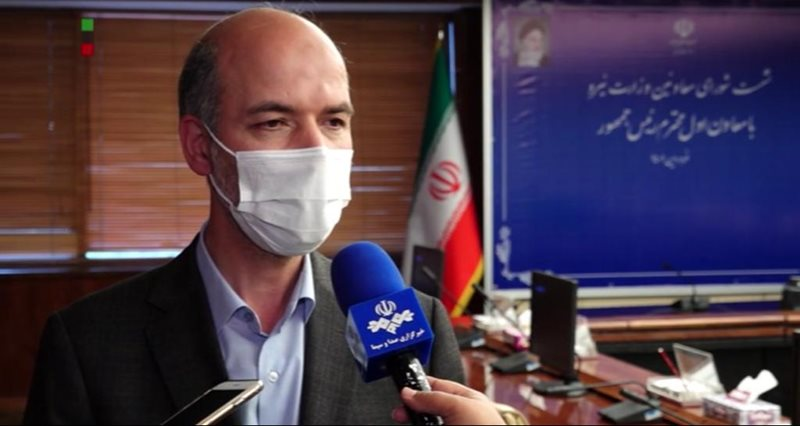 نشست شورای معاونین وزارت نیرو
با معاون اول محترم رئیس جمهور
خبرگزاری صدا و سیما